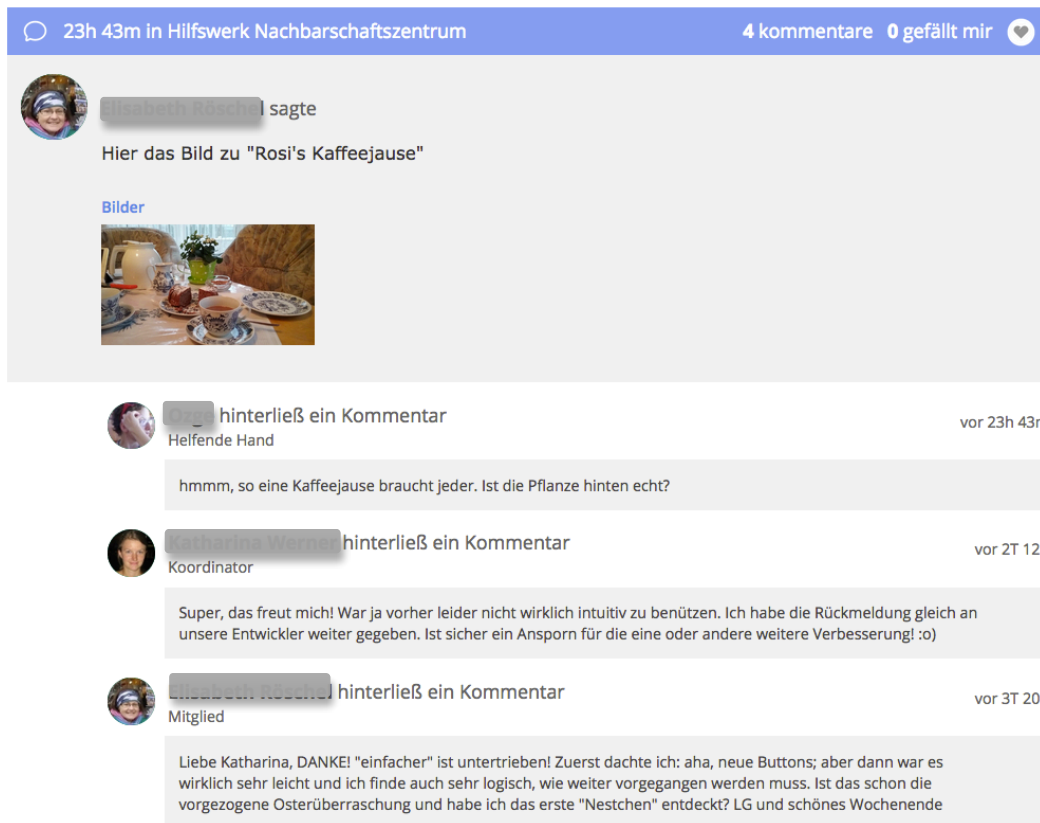 23h 43m in Hilfswerk Nachbarschaftszentrum 4 kommentare 0 gefällt mir
sagte
Hier das Bild zu "Rosi's Kaffeejause"
Bilder
hinterließ ein Kommentar
vor 23h 43m
Helfende Hand
hmmm, so eine Kaffeejause braucht jeder. Ist die Pflanze hinten echt?
hinterließ ein Kommentar
vor 2T 12
Koordinator
Super, das freut mich! War ja vorher leider nicht wirklich intuitiv zu benützen. Ich habe die Rückmeldung gleich an
unsere Entwickler weiter gegeben. Ist sicher ein Ansporn für die eine oder andere weitere Verbesserung! :o)
hinterließ ein Kommentar
vor 3T 20
Mitglied
Liebe Katharina, DANKE! "einfacher" ist untertrieben! Zuerst dachte ich: aha, neue Buttons; aber dann war es
wirklich sehr leicht und ich finde auch sehr logisch, wie weiter vorgegangen werden muss. Ist das schon die
vorgezogene Osterüberraschung und habe ich das erste "Nestchen" entdeckt? LG und schönes Wochenende